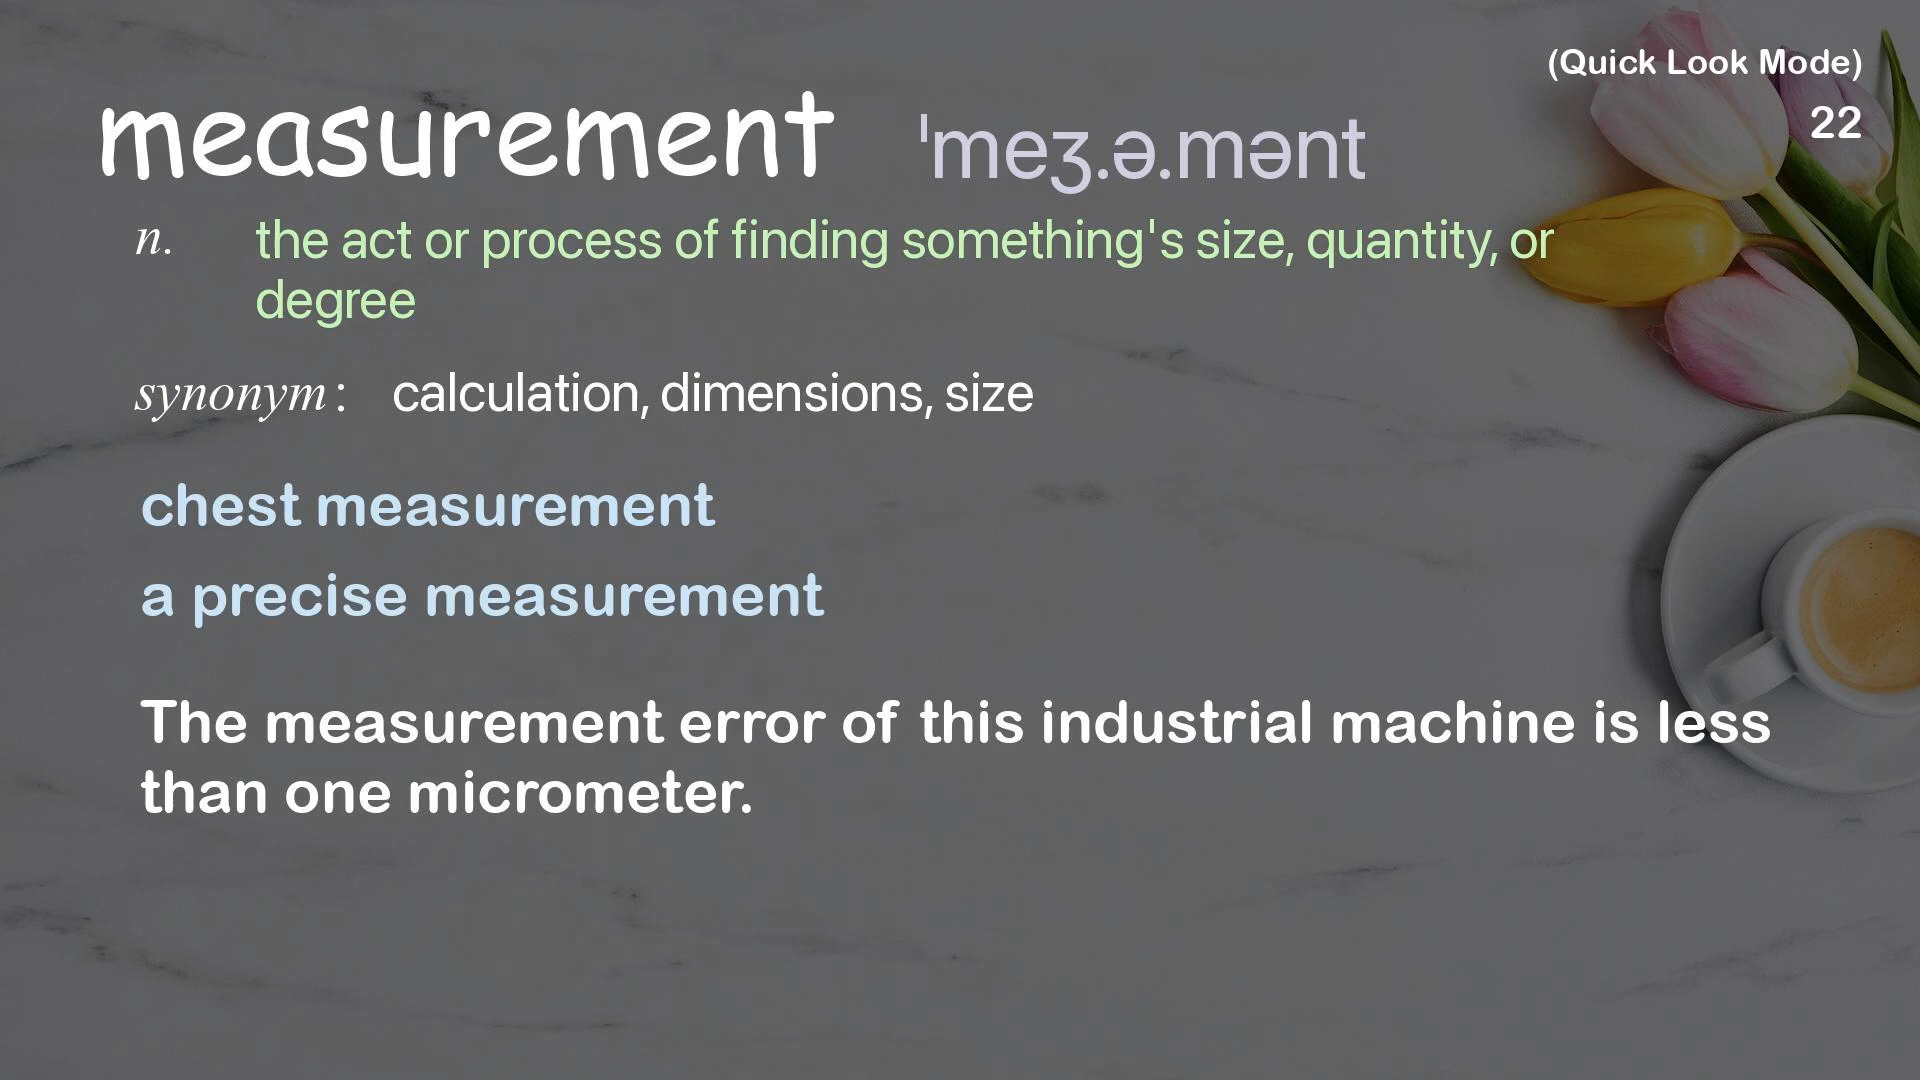 (Quick Look Mode)
22
measurement ˈmeʒ.ə.mənt
n. the act or process of finding something's size, quantity, or
degree
synonym: calculation, dimensions, size
chest measurement
a precise measurement
The measurement error of this industrial machine is less
than one micrometer.